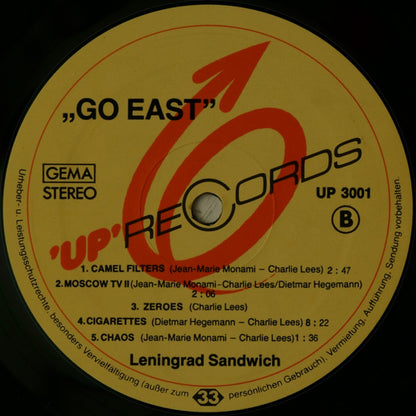 „GO EAST”
GEMA
STEREO
UP 3001
B
'UP' RECORDS
1. CAMEL FILTERS (Jean-Marie Monami – Charlie Lees) 2 : 47
2. MOSCOW TV II (Jean-Marie Monami-Charlie Lees/Dietmar Hegemann)
2 : 06
3. ZEROES (Charlie Lees)
4. CIGARETTES (Dietmar Hegemann – Charlie Lees) 8 : 22
5. CHAOS (Jean-Marie Monami – Charlie Lees) 1 : 36
Leningrad Sandwich
Urheber- u. Leistungsschutzrechte, besonders Vervielfältigung (außer zum
33
persönlichen Gebrauch), Vermietung, Aufführung, Sendung vorbehalten.